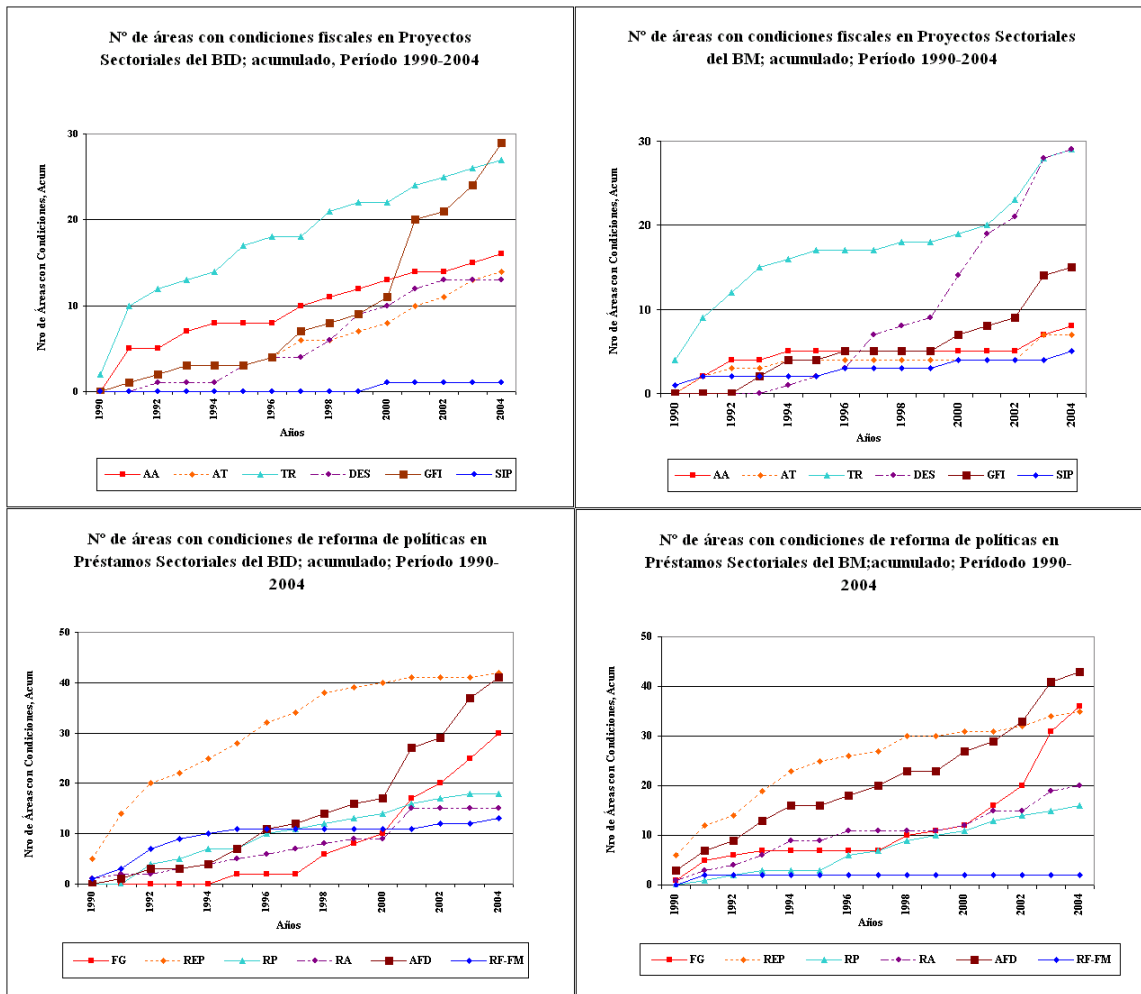 Nº de áreas con condiciones fiscales en Proyectos
Sectoriales del BID; acumulado, Período 1990-2004
Nro de Áreas con Condiciones, Acum
30
20
10
0
1990
1992
1994
1996
1998
2000
2002
2004
Años
AA AT TR DES GFI SIP
Nº de áreas con condiciones fiscales en Proyectos Sectoriales
del BM; acumulado; Período 1990-2004
Nro de Áreas con Condiciones, Acum
30
20
10
0
1990
1992
1994
1996
1998
2000
2002
2004
Años
AA AT TR DES GFI SIP
Nº de áreas con condiciones de reforma de políticas en
Préstamos Sectoriales del BID; acumulado; Período 1990-
2004
Nro de Áreas con Condiciones, Acum
50
40
30
20
10
0
1990
1992
1994
1996
1998
2000
2002
2004
Años
FG REP RP RA AFD RF-FM
Nº de áreas con condiciones de reforma de políticas en
Préstamos Sectoriales del BM;acumulado; Perídodo 1990-
2004
Nro de Áreas con Condiciones, Acum
50
40
30
20
10
0
1990
1992
1994
1996
1998
2000
2002
2004
Años
FG REP RP RA AFD RF-FM